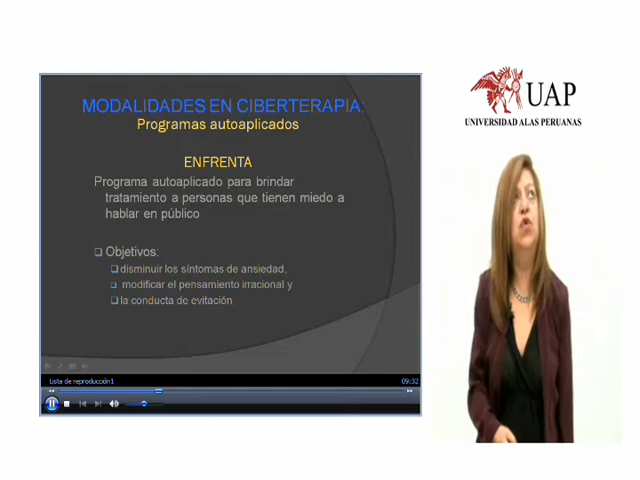 MODALIDADES EN CIBERTERAPIA:
Programas autoaplicados
ENFRENTA
Programa autoaplicado para brindar
tratamiento a personas que tienen miedo a
hablar en público
Objetivos:
disminuir los síntomas de ansiedad,
modificar el pensamiento irracional y
la conducta de evitación
Lista de reproducción1
09:32
UAP
UNIVERSIDAD ALAS PERUANAS